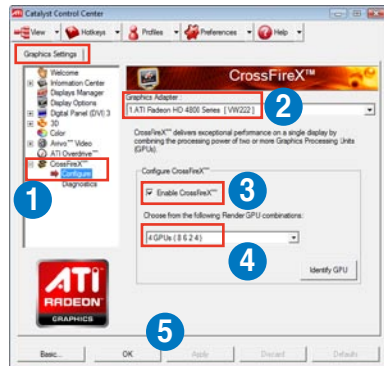 Catalyst Control Center
View Hotkeys Profiles Preferences Help
Graphics Settings
Welcome
Information Center
Displays Manager
Display Options
Digital Panel (DVI) 3
3D
Color
Avivo™ Video
ATI Overdrive™
CrossFireX™
Configure
Diagnostics
1
CrossFireX™
Graphics Adapter
1.ATI Radeon HD 4800 Series [ VW222 ]
2
CrossFireX™ delivers exceptional performance on a single display by
combining the processing power of two or more Graphics Processing Units
(GPUs).
Configure CrossFireX™
Enable CrossFireX™
3
Choose from the following Render GPU combinations:
4 GPUs ( 8 6 2 4 )
4
Identify GPU
ATI
RADEON
GRAPHICS
5
Basic... OK Apply Discard Defaults